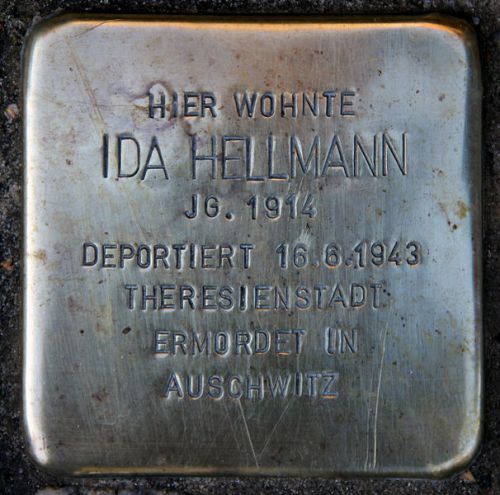 HIER WOHNTE
IDA HELLMANN
JG. 1914
DEPORTIERT 16.6.1943
THERESIENSTADT
ERMORDET IN
AUSCHWITZ